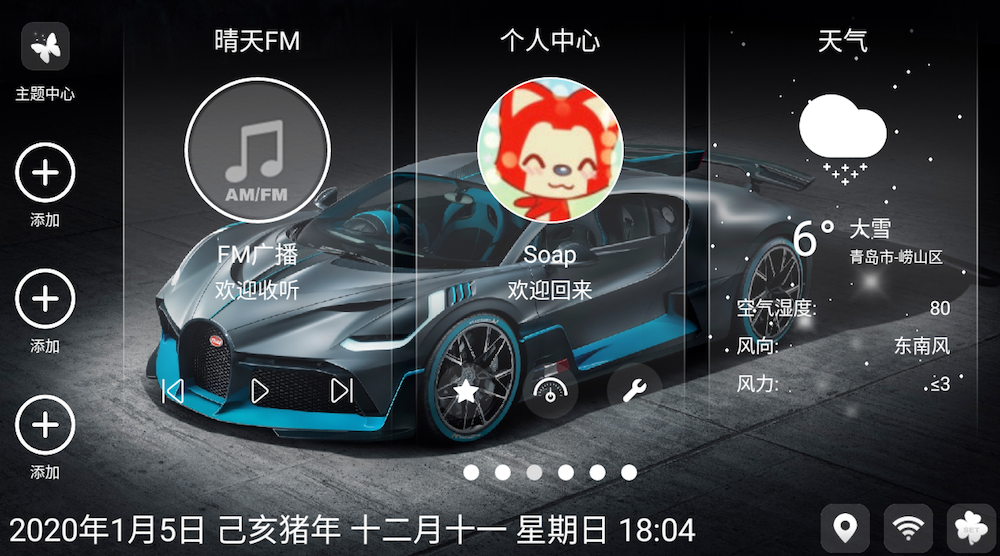 主题中心
添加
添加
添加
晴天FM
AM/FM
FM广播
欢迎收听
个人中心
Soap
欢迎回来
天气
6° 大雪
青岛市-崂山区
空气湿度: 80
风向: 东南风
风力: ≤3
2020年1月5日 己亥猪年 十二月十一 星期日 18:04